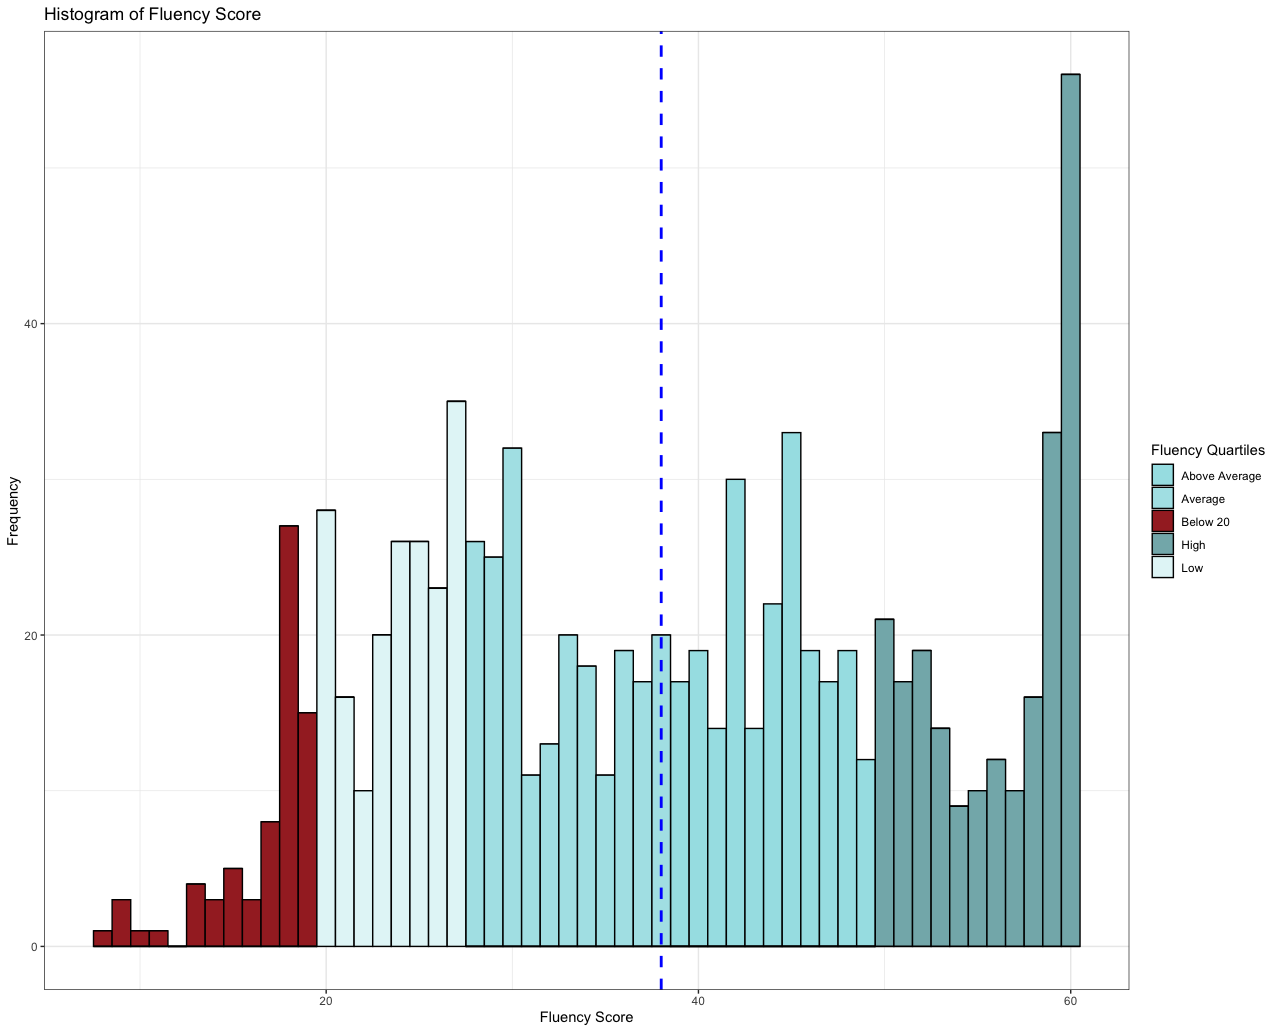 Histogram of Fluency Score
Frequency
40
20
0
20
40
60
Fluency Score
Fluency Quartiles
Above Average
Average
Below 20
High
Low